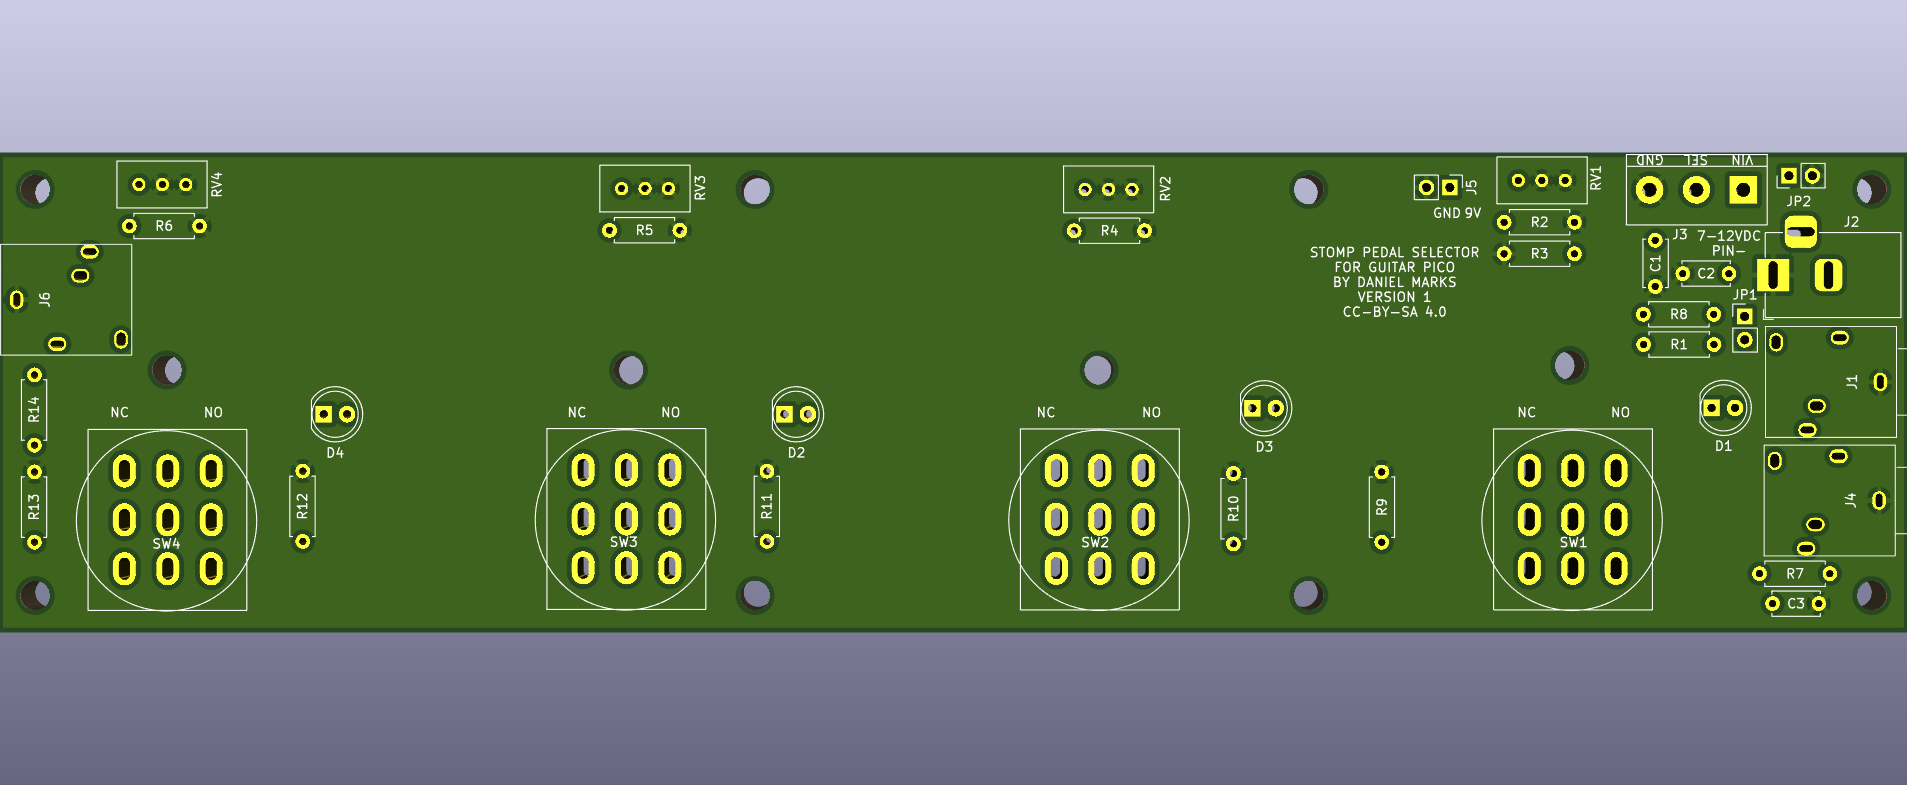 RV4
RV3
RV2
RV1
GND SEL VIN
R6
R5
R4
J5
GND 9V
R2
R3
JP2
J2
J3 7-12VDC
PIN-
STOMP PEDAL SELECTOR
FOR GUITAR PICO
BY DANIEL MARKS
VERSION 1
CC-BY-SA 4.0
C1
C2
JP1
J6
R8
R1
J1
R14
NC NO
D4
NC NO
D2
NC NO
D3
NC NO
D1
R13
R12
R11
R10
R9
J4
SW4
SW3
SW2
SW1
R7
C3